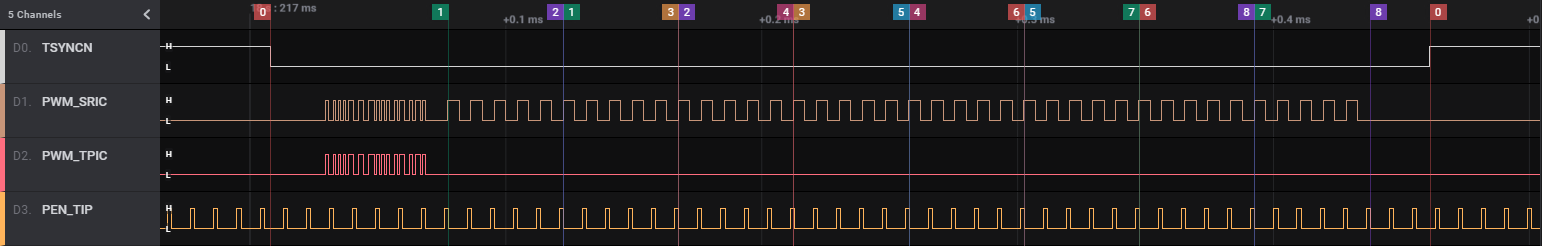 5 Channels
: 217 ms
+0.1 ms
+0.2 ms
+0.3 ms
+0.4 ms
+0
0 1 2 1 3 2 4 3 5 4 6 5 7 6 8 7 8 0
D0. TSYNCN H L
D1. PWM_SRIC H L
D2. PWM_TPIC H L
D3. PEN_TIP H L